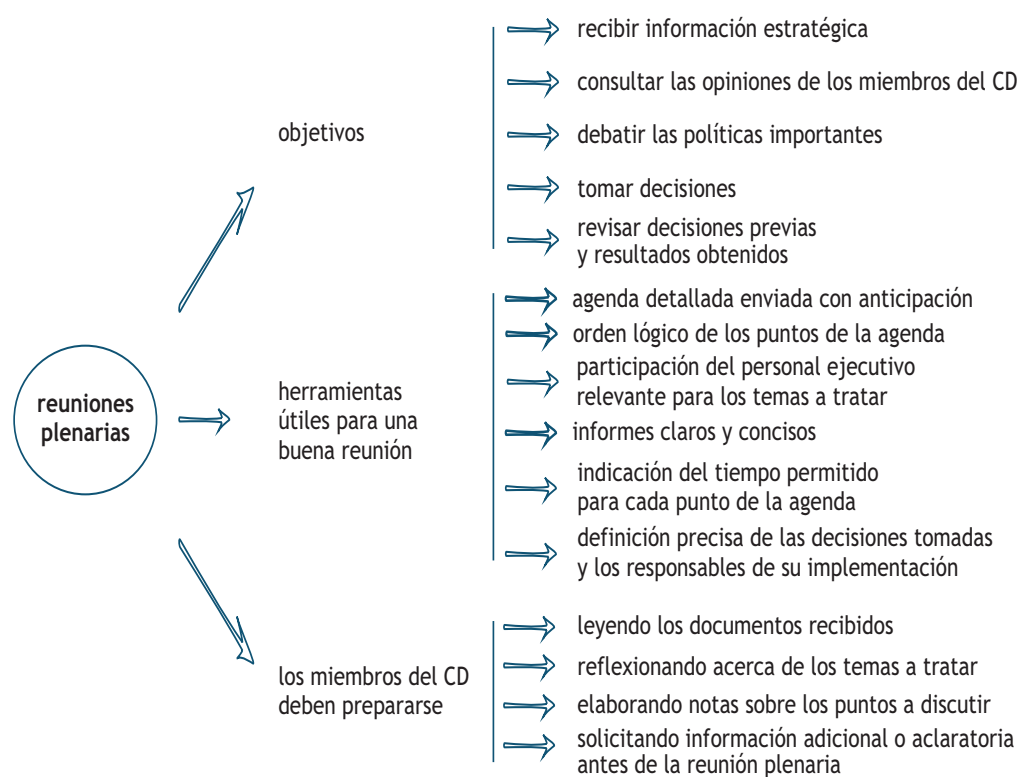 reuniones
plenarias
objetivos
recibir información estratégica
consultar las opiniones de los miembros del CD
debatir las políticas importantes
tomar decisiones
revisar decisiones previas
y resultados obtenidos
herramientas
útiles para una
buena reunión
agenda detallada enviada con anticipación
orden lógico de los puntos de la agenda
participación del personal ejecutivo
relevante para los temas a tratar
informes claros y concisos
indicación del tiempo permitido
para cada punto de la agenda
definición precisa de las decisiones tomadas
y los responsables de su implementación
los miembros del CD
deben prepararse
leyendo los documentos recibidos
reflexionando acerca de los temas a tratar
elaborando notas sobre los puntos a discutir
solicitando información adicional o aclaratoria
antes de la reunión plenaria